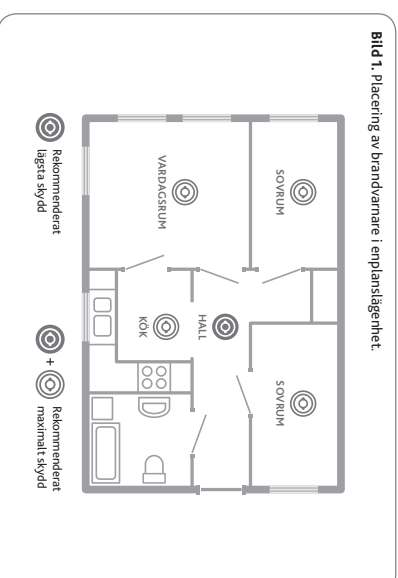 Bild 1. Placering av brandvarnare i enplanslägenhet.
SOVRUM
SOVRUM
VARDAGSRUM
HALL
KÖK
Rekommenderat
lägsta skydd
+
Rekommenderat
maximalt skydd